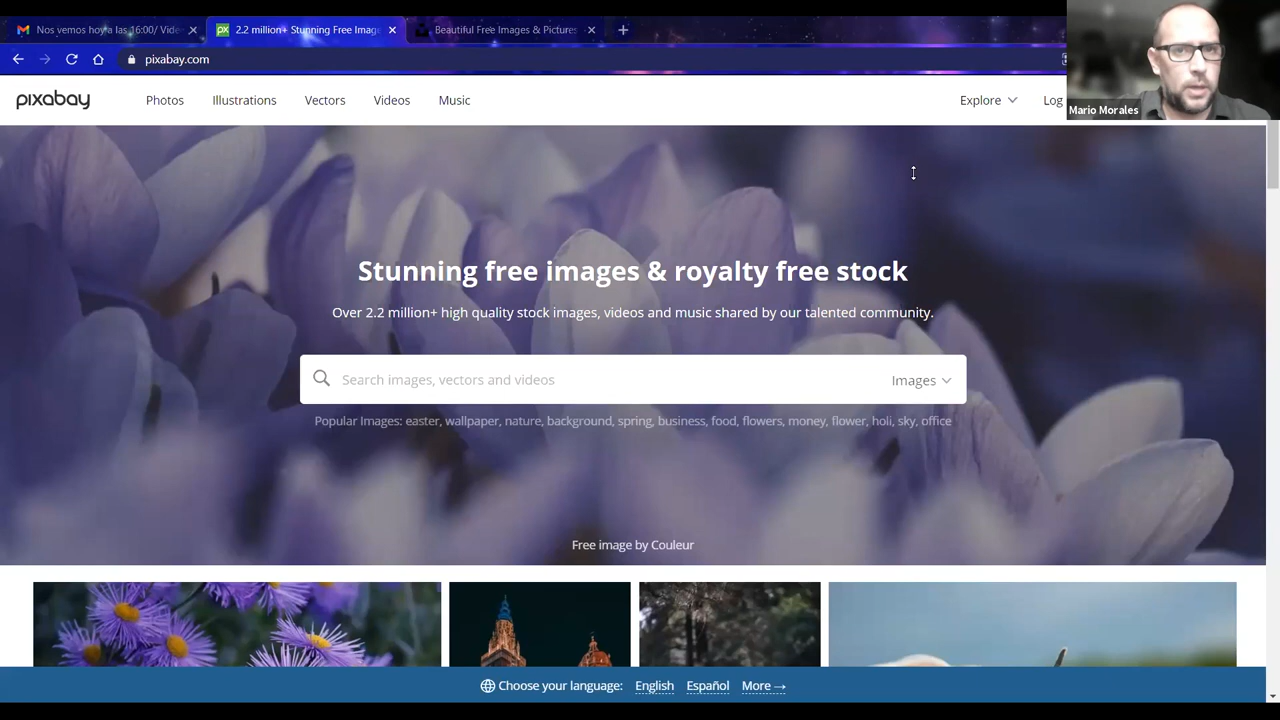 Nos vemos hoy a las 16:00/ Vide
2.2 million+ Stunning Free Imag
Beautiful Free Images & Pictures
pixabay.com
pixabay
Photos
Illustrations
Vectors
Videos
Music
Explore
Log
Mario Morales
Stunning free images & royalty free stock
Over 2.2 million+ high quality stock images, videos and music shared by our talented community.
Search images, vectors and videos
Images
Popular Images: easter, wallpaper, nature, background, spring, business, food, flowers, money, flower, holi, sky, office
Free image by Couleur
Choose your language: English Español More →